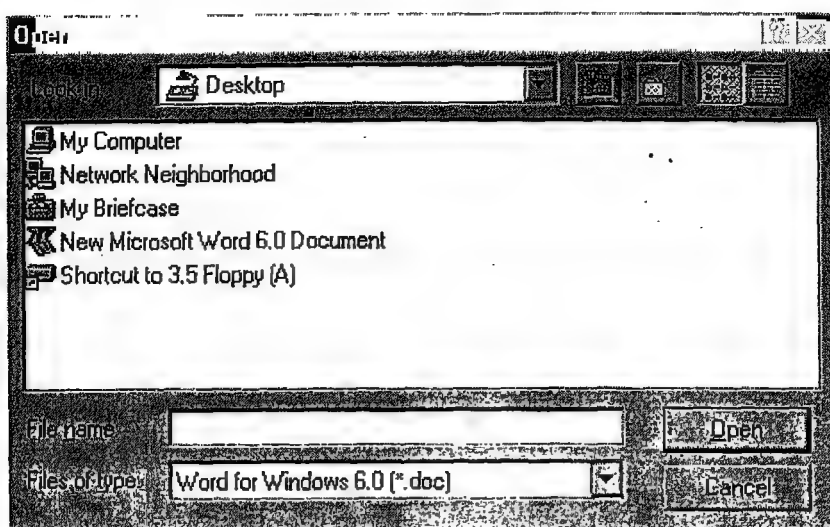 Open
Look in: Desktop
My Computer
Network Neighborhood
My Briefcase
New Microsoft Word 6.0 Document
Shortcut to 3.5 Floppy (A)
File name:
Open
Files of type: Word for Windows 6.0 (*.doc)
Cancel